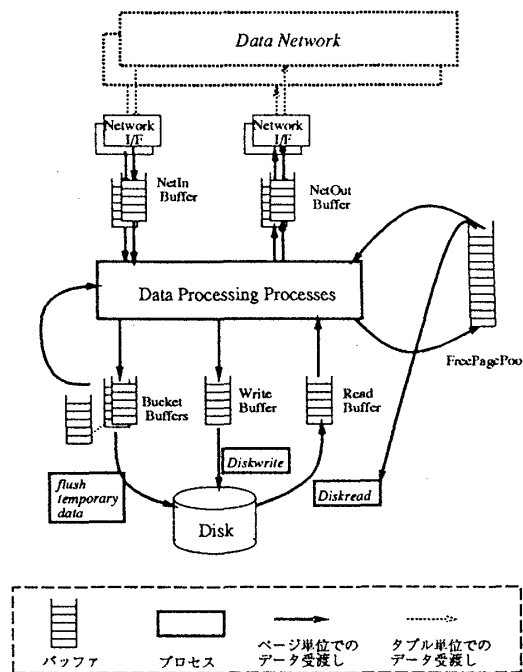 Data Network
Network
I/F
Network
I/F
NetIn
Buffer
NetOut
Buffer
Data Processing Processes
FreePagePool
Bucket
Buffers
Write
Buffer
Read
Buffer
Diskwrite
flush
temporary
data
Diskread
Disk
バッファ
プロセス
ページ単位での
データ受渡し
タプル単位での
データ受渡し